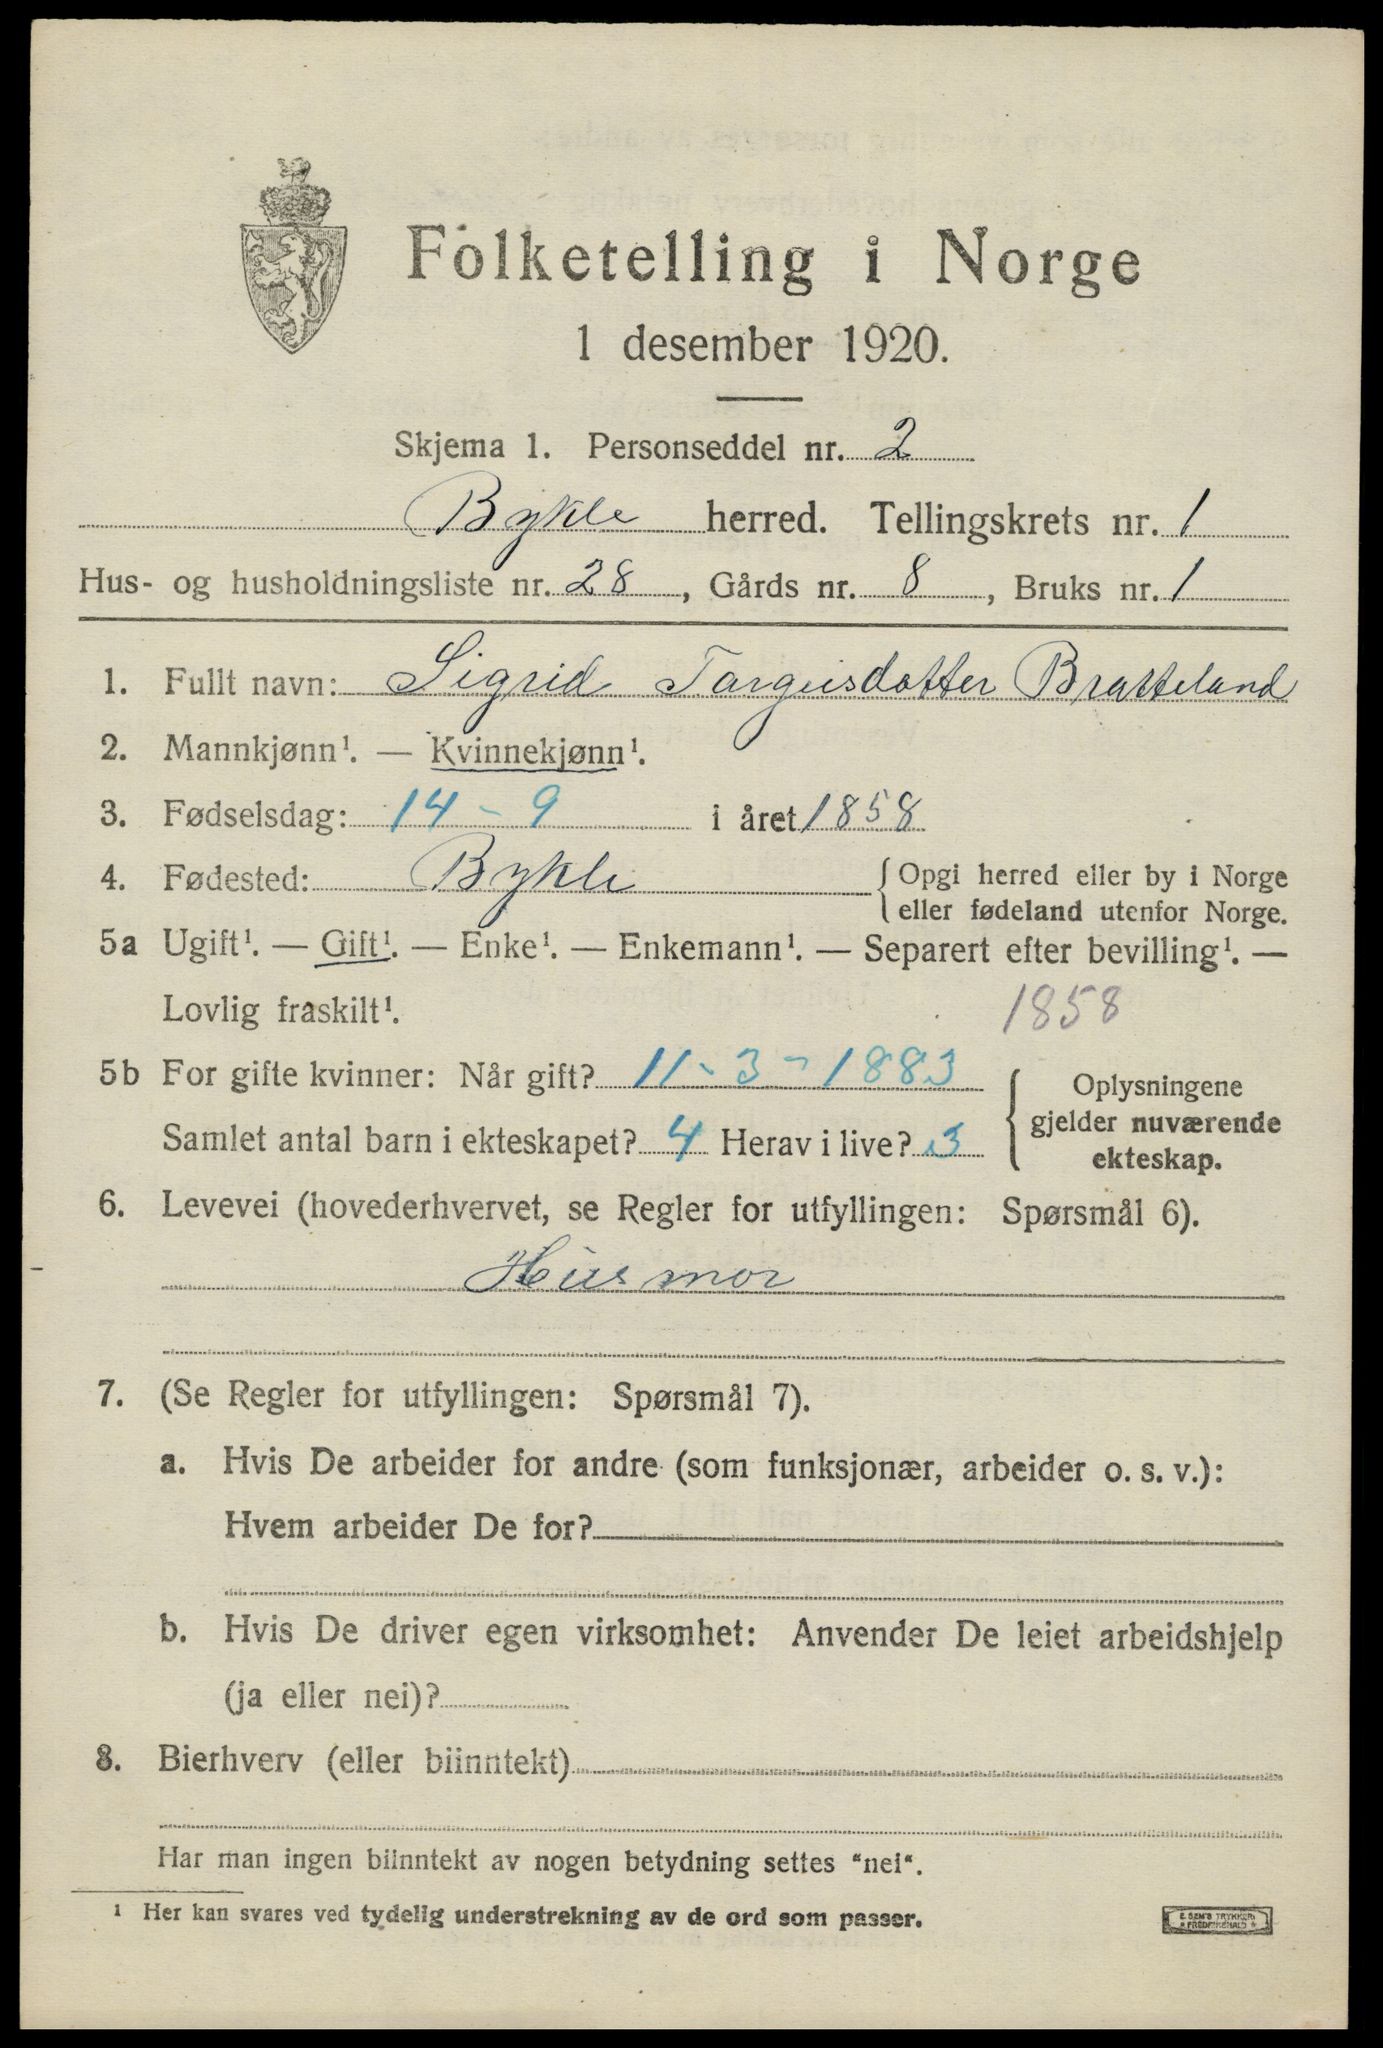 Folketelling i Norge
1 desember 1920.
Skjema 1. Personseddel nr. 2
Bykle herred. Tellingskrets nr. 1
Hus- og husholdningsliste nr. 28, Gårds nr. 8, Bruks nr. 1
1. Fullt navn: Sigrid Targeisdotter Bratteland
2. Mannkjønn¹. — Kvinnekjønn¹.
3. Fødselsdag: 14 - 9 i året 1858
4. Fødested: Bykle { Opgi herred eller by i Norge
eller fødeland utenfor Norge.
5a Ugift¹. — Gift¹. — Enke¹. — Enkemann¹. — Separert efter bevilling¹. —
Lovlig fraskilt¹. 1858
5b For gifte kvinner: Når gift? 11 - 3 - 1883
Samlet antal barn i ekteskapet? 4 Herav i live? 3
{ Oplysningene
gjelder nuværende
ekteskap.
6. Levevei (hovederhvervet, se Regler for utfyllingen: Spørsmål 6).
Husmor
7. (Se Regler for utfyllingen: Spørsmål 7).
a. Hvis De arbeider for andre (som funksjonær, arbeider o. s. v.):
Hvem arbeider De for?
b. Hvis De driver egen virksomhet: Anvender De leiet arbeidshjelp
(ja eller nei)?
8. Bierhverv (eller biinntekt)
Har man ingen biinntekt av nogen betydning settes "nei".
¹ Her kan svares ved tydelig understrekning av de ord som passer.
E. SEM'S TRYKKERI
FREDRIKSHALD